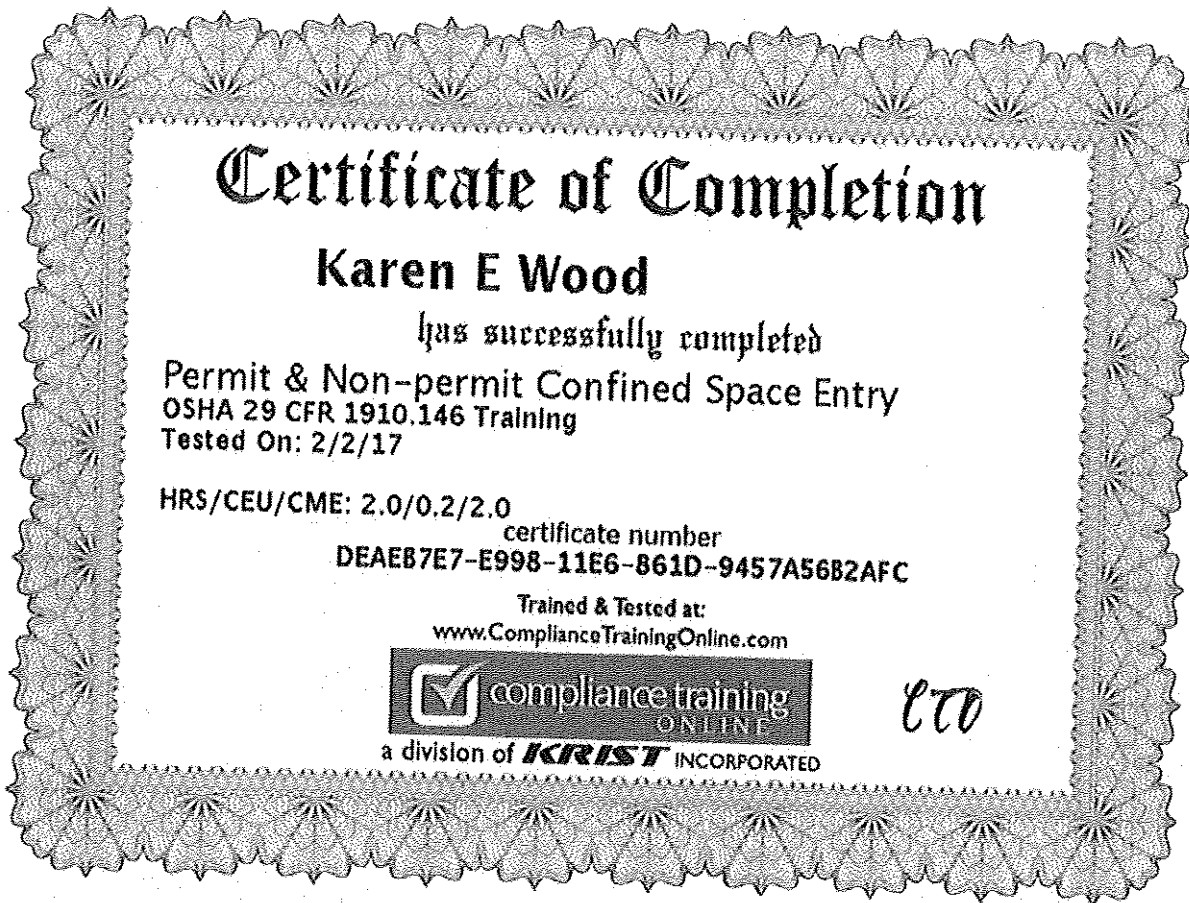 Certificate of Completion
Karen E Wood
has successfully completed
Permit & Non-permit Confined Space Entry
OSHA 29 CFR 1910.146 Training
Tested On: 2/2/17
HRS/CEU/CME: 2.0/0.2/2.0
certificate number
DEAEB7E7-E998-11E6-861D-9457A56B2AFC
Trained & Tested at:
www.ComplianceTrainingOnline.com
compliance training
ONLINE
CTO
a division of KRIST INCORPORATED